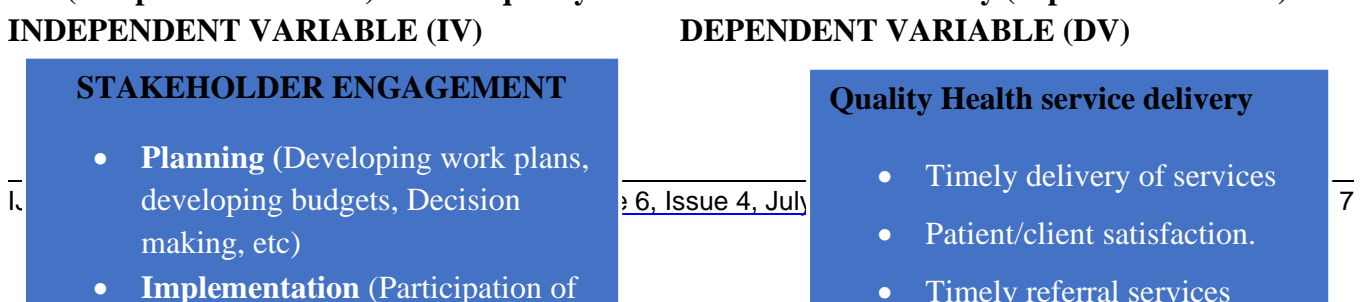 INDEPENDENT VARIABLE (IV) DEPENDENT VARIABLE (DV)
STAKEHOLDER ENGAGEMENT
• Planning (Developing work plans,
developing budgets, Decision
making, etc)
• Implementation (Participation of
Quality Health service delivery
• Timely delivery of services
• Patient/client satisfaction.
• Timely referral services
6, Issue 4, July
7